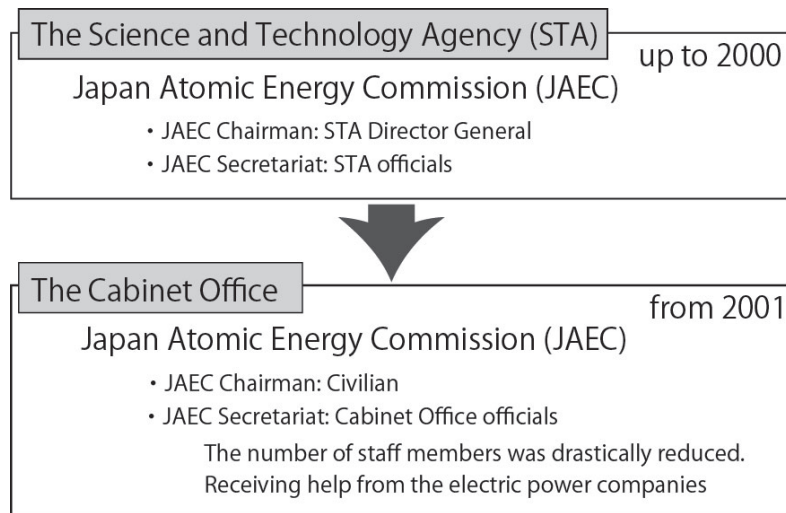 The Science and Technology Agency (STA)
up to 2000
Japan Atomic Energy Commission (JAEC)
・JAEC Chairman: STA Director General
・JAEC Secretariat: STA officials
The Cabinet Office
from 2001
Japan Atomic Energy Commission (JAEC)
・JAEC Chairman: Civilian
・JAEC Secretariat: Cabinet Office officials
The number of staff members was drastically reduced.
Receiving help from the electric power companies